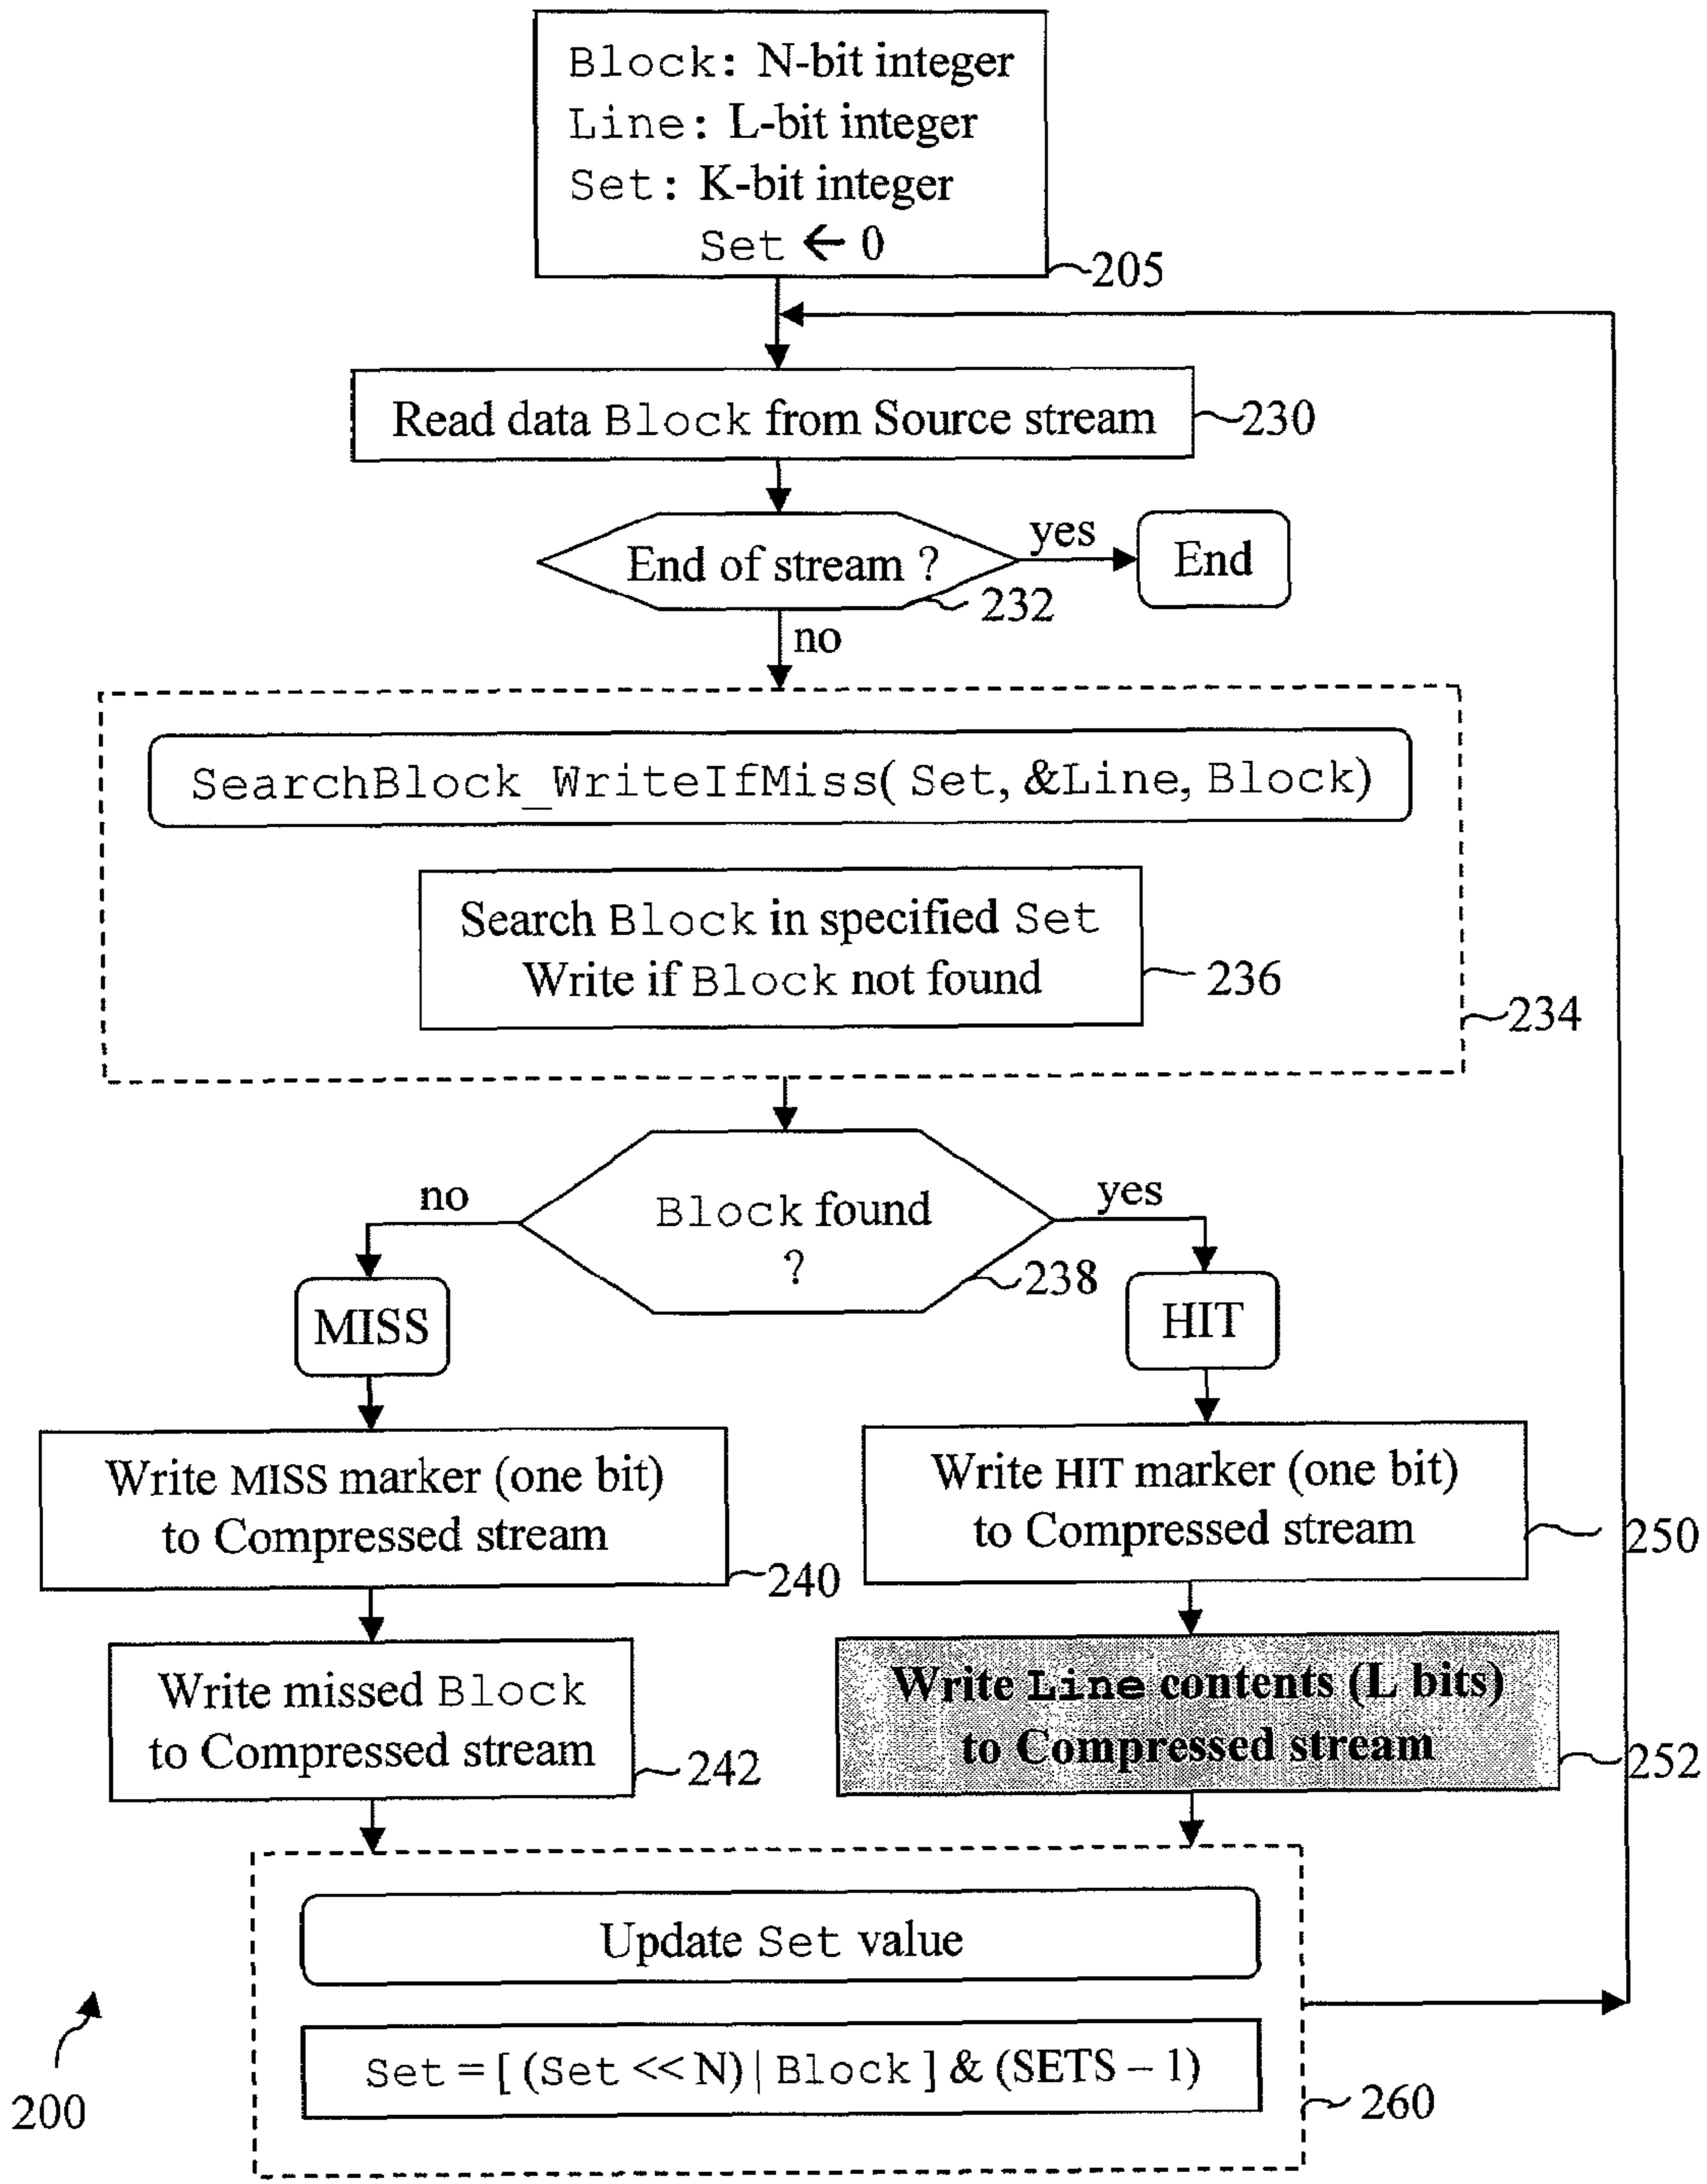 Block: N-bit integer
Line: L-bit integer
Set: K-bit integer
Set ← 0
205
Read data Block from Source stream
230
End of stream ?
yes
End
232
no
SearchBlock_WriteIfMiss( Set, &Line, Block)
Search Block in specified Set
Write if Block not found
236
234
no
Block found
?
yes
238
MISS
HIT
Write MISS marker (one bit)
to Compressed stream
240
Write HIT marker (one bit)
to Compressed stream
250
Write missed Block
to Compressed stream
242
Write Line contents (L bits)
to Compressed stream
252
Update Set value
Set = [ (Set << N) | Block ] & (SETS – 1)
260
200